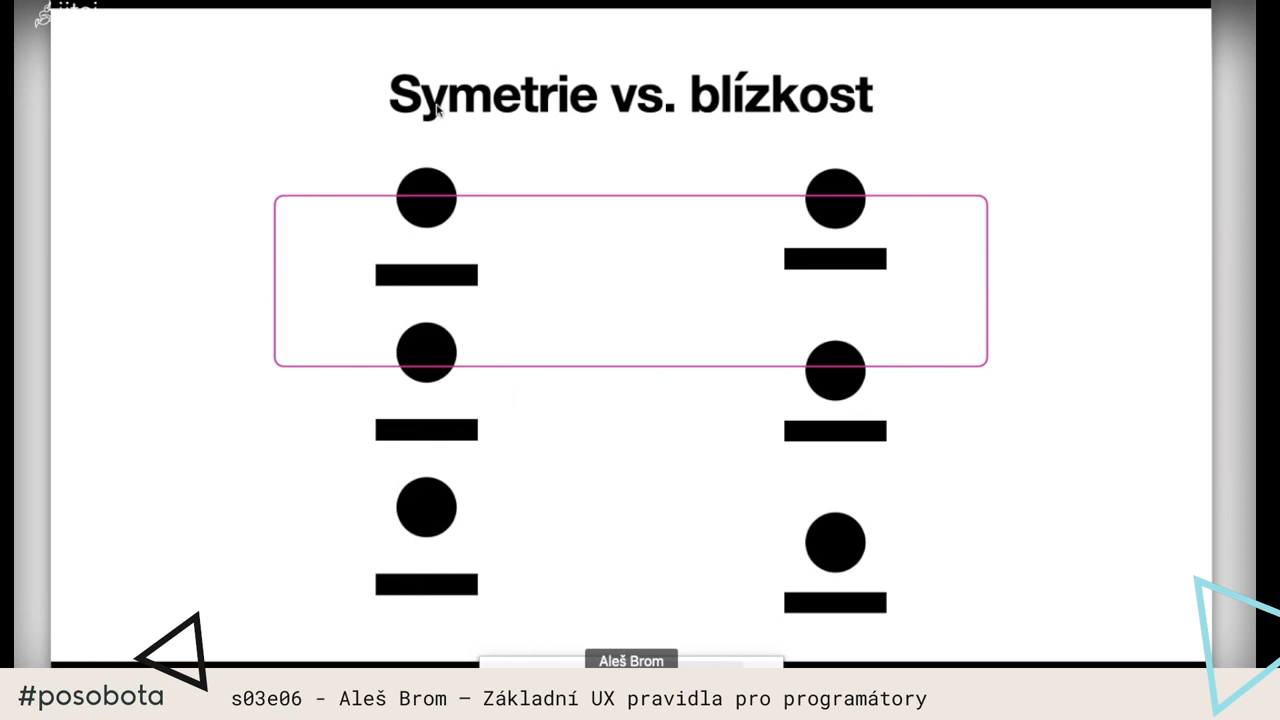 Symetrie vs. blízkost
Aleš Brom
#posobota
s03e06 - Aleš Brom – Základní UX pravidla pro programátory